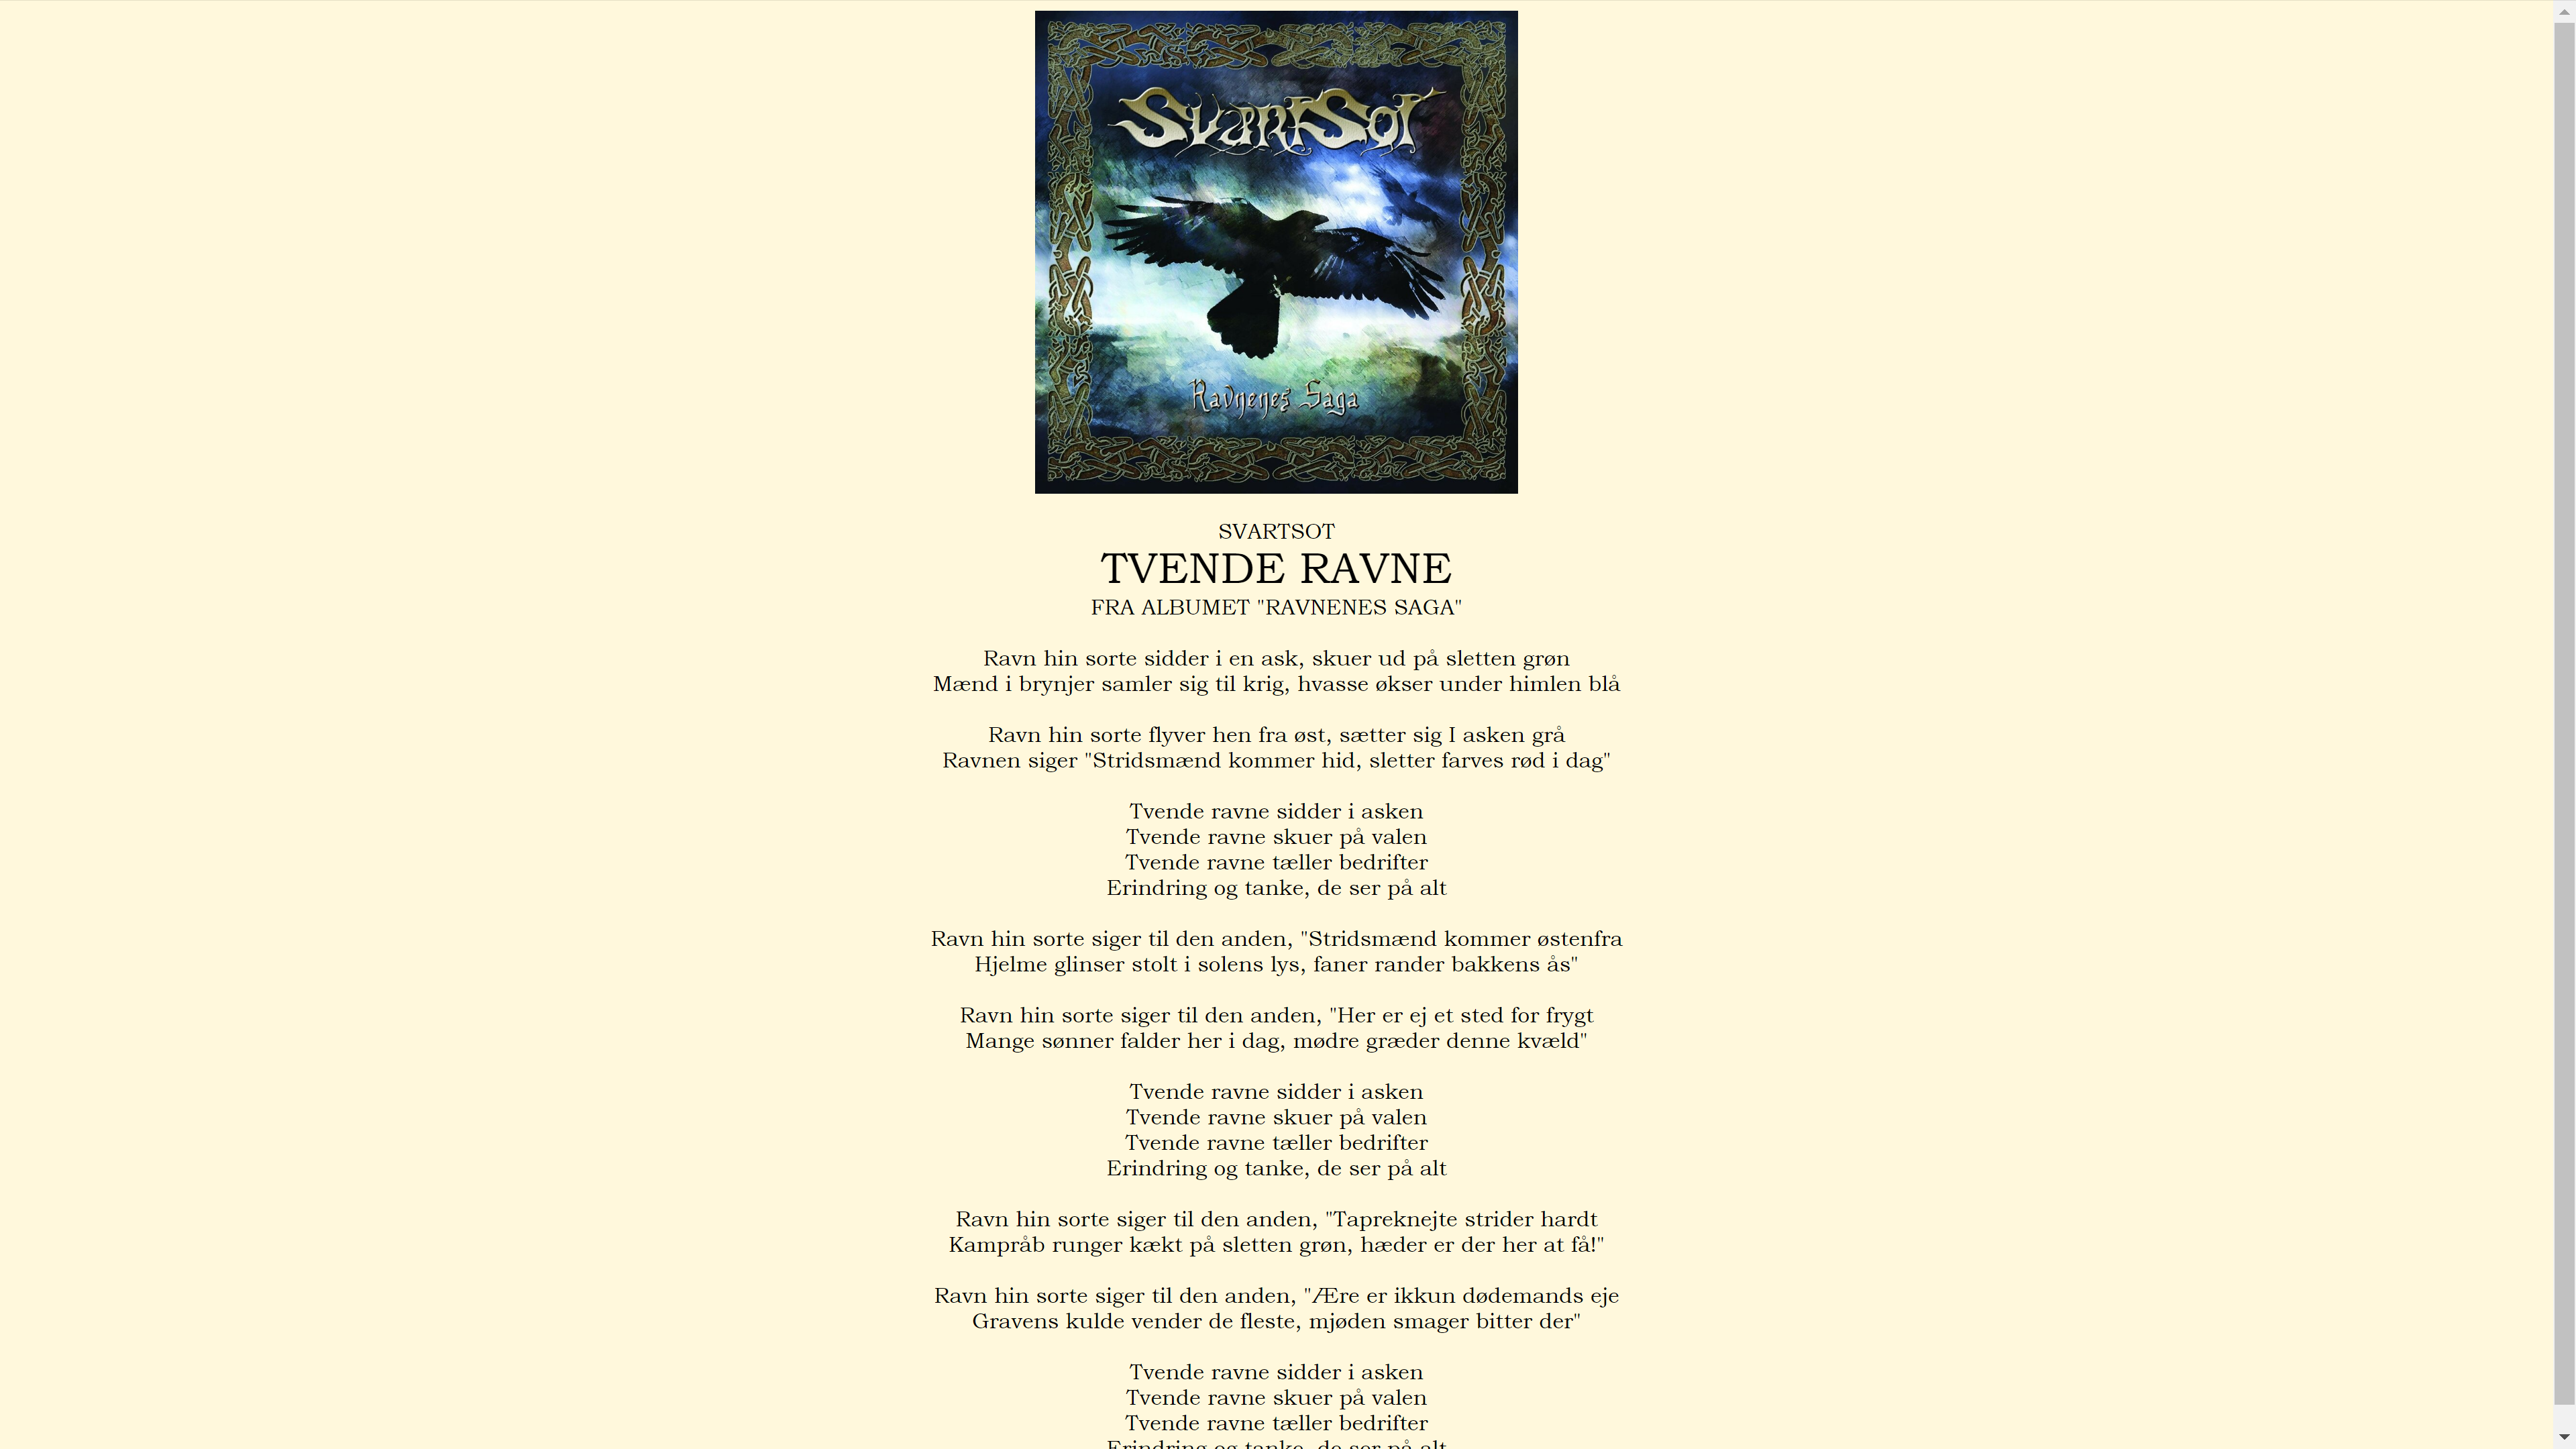 SvartSot
Ravnenes Saga
SVARTSOT
TVENDE RAVNE
FRA ALBUMET "RAVNENES SAGA"
Ravn hin sorte sidder i en ask, skuer ud på sletten grøn
Mænd i brynjer samler sig til krig, hvasse økser under himlen blå
Ravn hin sorte flyver hen fra øst, sætter sig I asken grå
Ravnen siger "Stridsmænd kommer hid, sletter farves rød i dag"
Tvende ravne sidder i asken
Tvende ravne skuer på valen
Tvende ravne tæller bedrifter
Erindring og tanke, de ser på alt
Ravn hin sorte siger til den anden, "Stridsmænd kommer østenfra
Hjelme glinser stolt i solens lys, faner rander bakkens ås"
Ravn hin sorte siger til den anden, "Her er ej et sted for frygt
Mange sønner falder her i dag, mødre græder denne kvæld"
Tvende ravne sidder i asken
Tvende ravne skuer på valen
Tvende ravne tæller bedrifter
Erindring og tanke, de ser på alt
Ravn hin sorte siger til den anden, "Tapreknejte strider hardt
Kampråb runger kækt på sletten grøn, hæder er der her at få!"
Ravn hin sorte siger til den anden, "Ære er ikkun dødemands eje
Gravens kulde vender de fleste, mjøden smager bitter der"
Tvende ravne sidder i asken
Tvende ravne skuer på valen
Tvende ravne tæller bedrifter
Erindring og tanke, de ser på alt